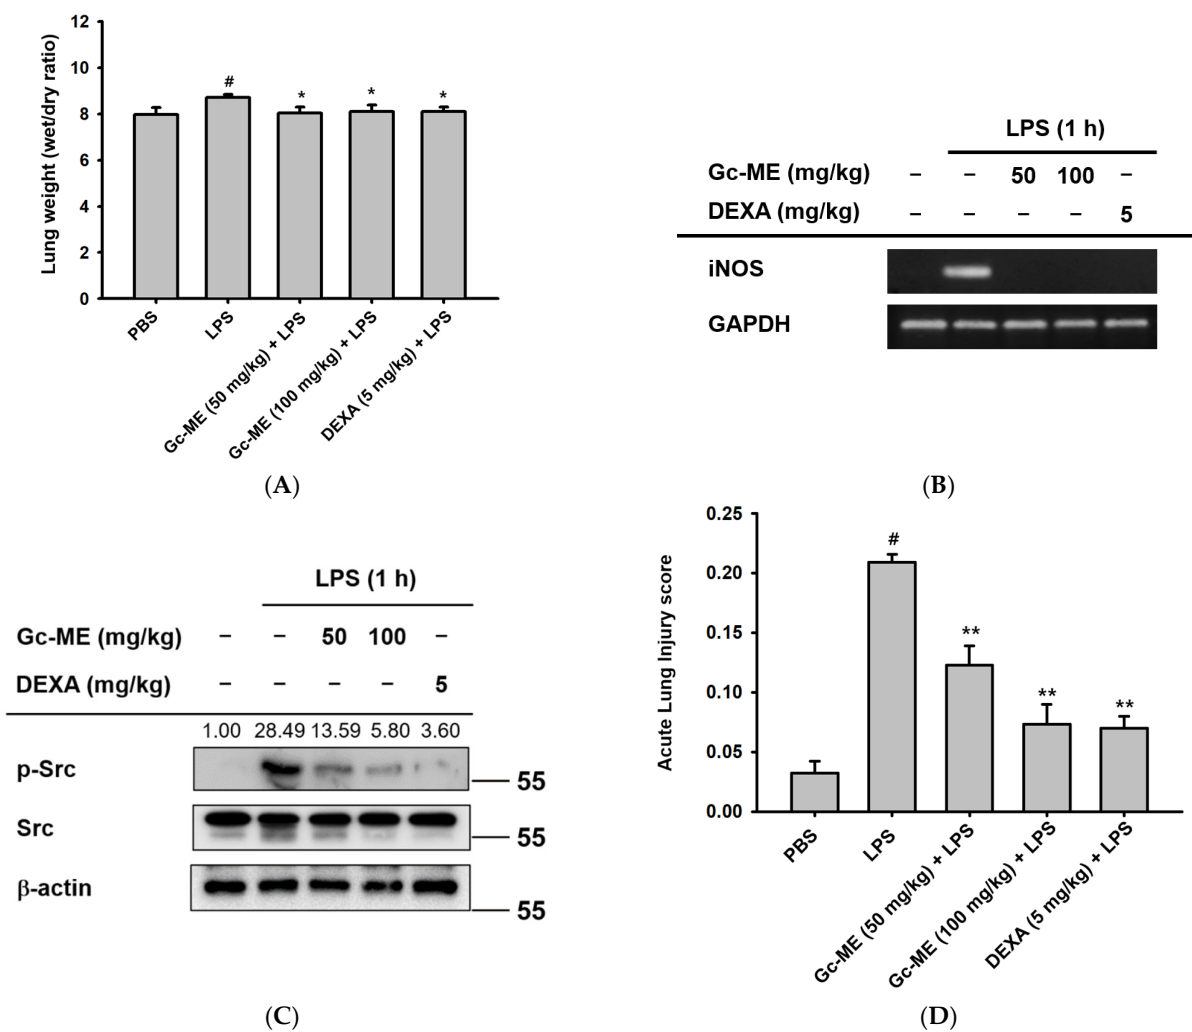 12
10
8
6
4
2
0
Lung weight (wet/dry ratio)
#
*
*
*
PBS
LPS
Gc-ME (50 mg/kg) + LPS
Gc-ME (100 mg/kg) + LPS
DEXA (5 mg/kg) + LPS
(A)
LPS (1 h)
Gc-ME (mg/kg) – – 50 100 –
DEXA (mg/kg) – – – – 5
iNOS
GAPDH
(B)
LPS (1 h)
Gc-ME (mg/kg) – – 50 100 –
DEXA (mg/kg) – – – – 5
1.00 28.49 13.59 5.80 3.60
p-Src
55
Src
55
β-actin
55
(C)
0.25
0.20
0.15
0.10
0.05
0.00
Acute Lung Injury score
#
**
**
**
PBS
LPS
Gc-ME (50 mg/kg) + LPS
Gc-ME (100 mg/kg) + LPS
DEXA (5 mg/kg) + LPS
(D)